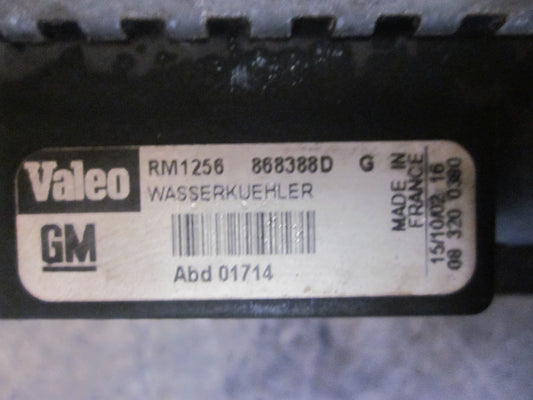 Valeo
RM1256 868388D G
WASSERKUEHLER
GM
Abd 01714
MADE IN
FRANCE
15/10/02 16
08 320 0380